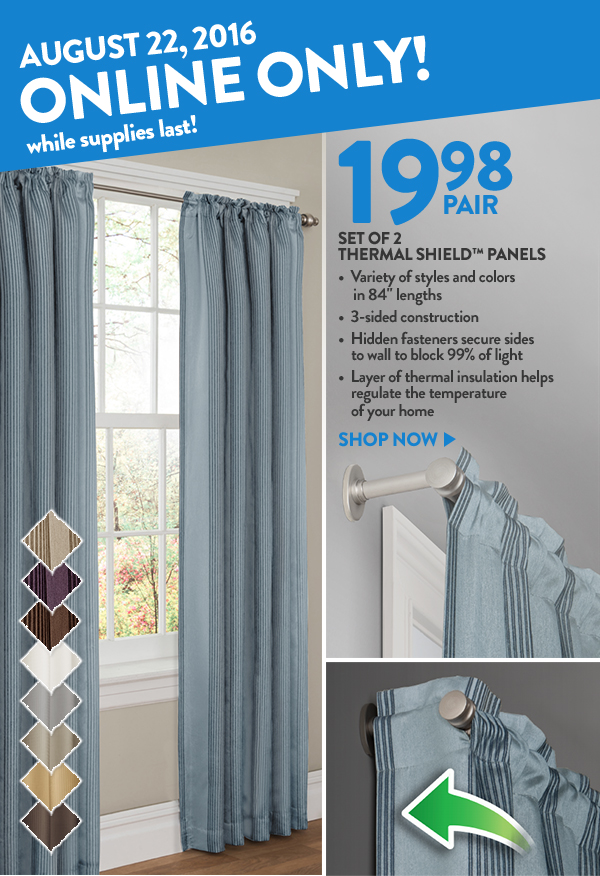 AUGUST 22, 2016
ONLINE ONLY!
while supplies last!
19.98
PAIR
SET OF 2
THERMAL SHIELD™ PANELS
• Variety of styles and colors
in 84" lengths
• 3-sided construction
• Hidden fasteners secure sides
to wall to block 99% of light
• Layer of thermal insulation helps
regulate the temperature
of your home
SHOP NOW ▶